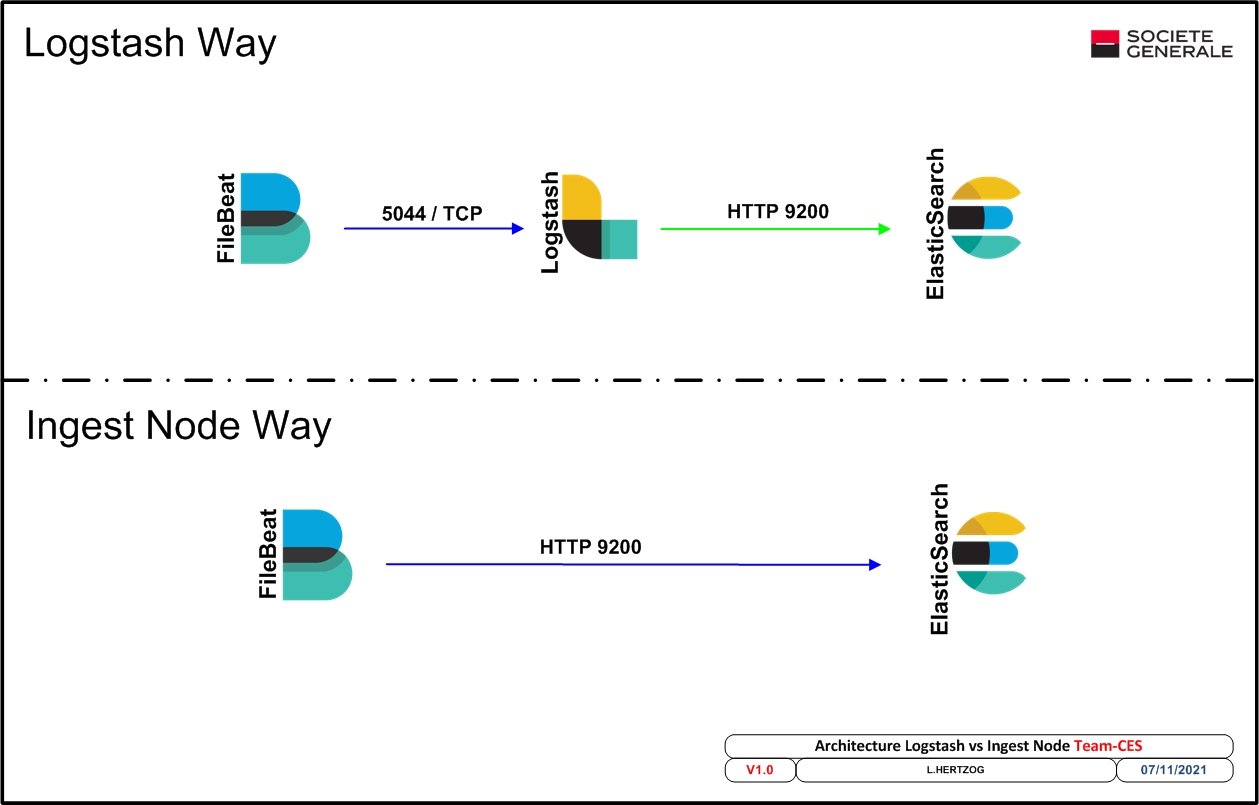 Logstash Way
SOCIETE
GENERALE
FileBeat
5044 / TCP
Logstash
HTTP 9200
ElasticSearch
Ingest Node Way
FileBeat
HTTP 9200
ElasticSearch
Architecture Logstash vs Ingest Node Team-CES
V1.0
L.HERTZOG
07/11/2021